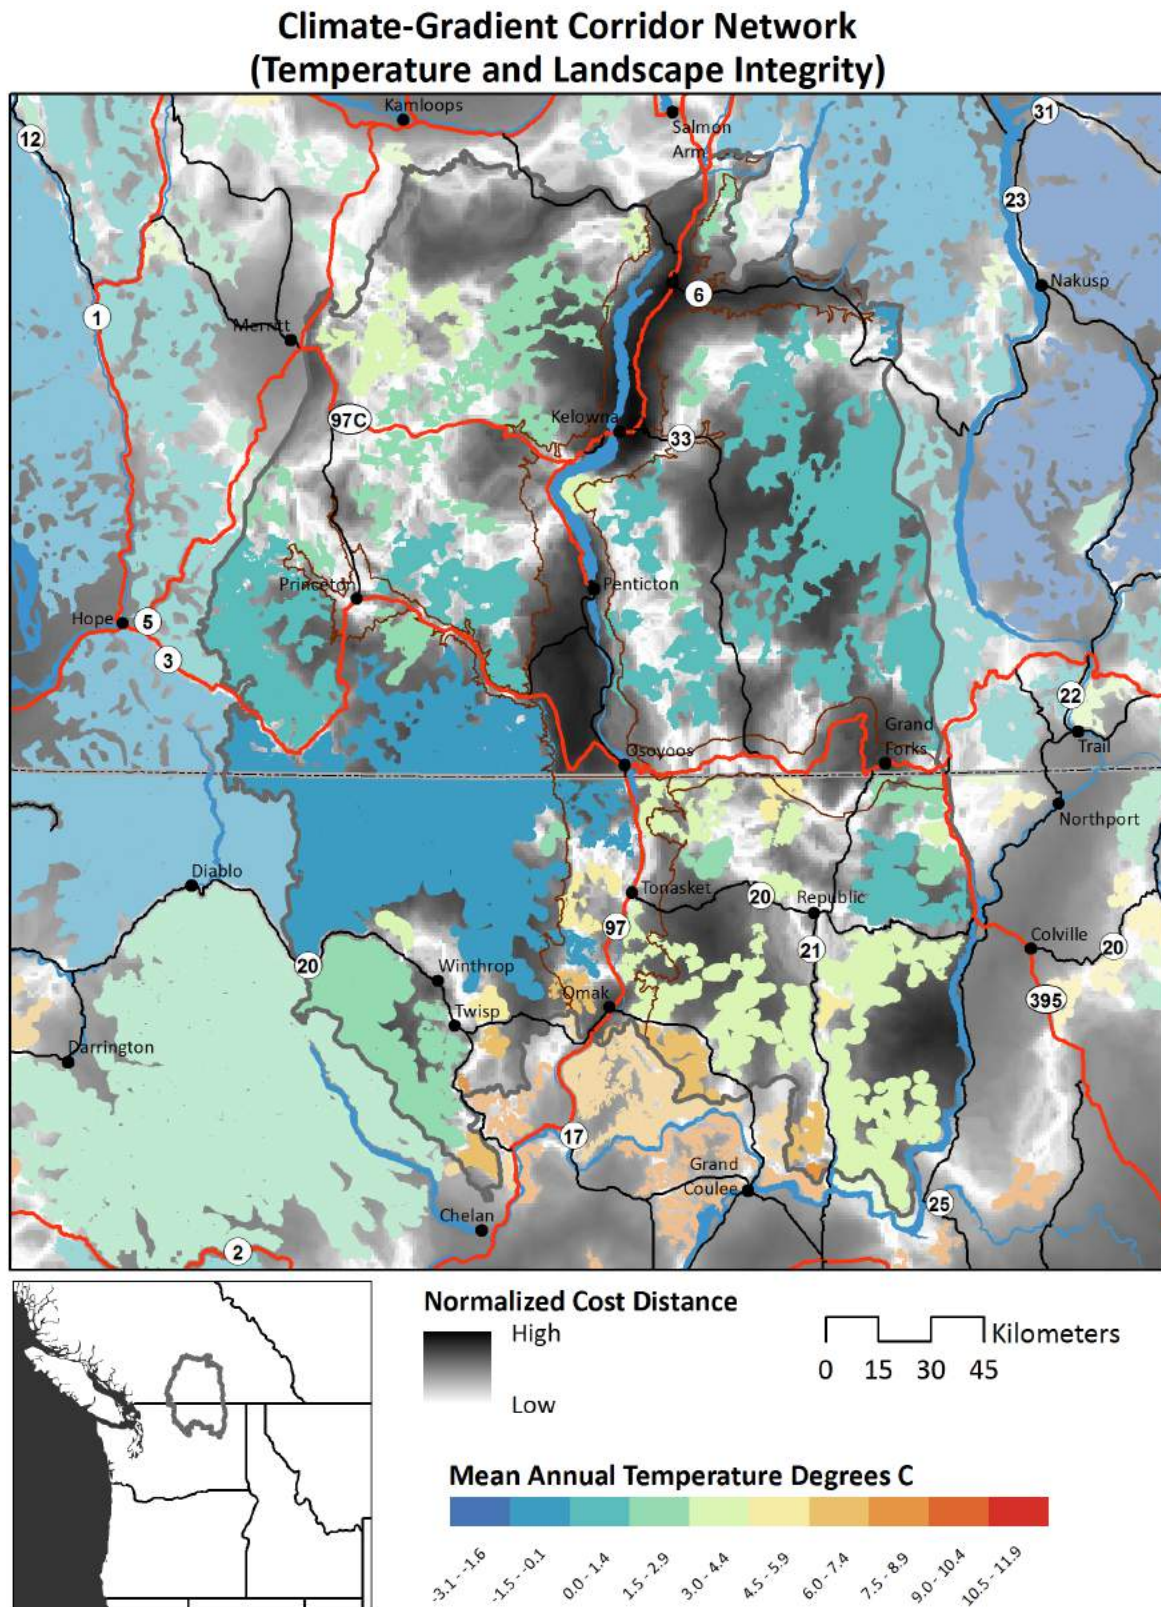 Climate-Gradient Corridor Network
(Temperature and Landscape Integrity)
Kamloops
12
Salmon
Arm
31
23
Nakusp
6
1
Merritt
97C
Kelowna
33
Penticton
Princeton
Hope
5
3
22
Grand
Forks
Trail
Osoyoos
Northport
Diablo
Tonasket
20
Republic
97
21
Colville
20
20
Winthrop
Omak
395
Twisp
Darrington
17
Grand
Coulee
25
Chelan
2
Normalized Cost Distance
High
Low
Kilometers
0 15 30 45
Mean Annual Temperature Degrees C
-3.1 - -1.6
-1.5 - -0.1
0.0 - 1.4
1.5 - 2.9
3.0 - 4.4
4.5 - 5.9
6.0 - 7.4
7.5 - 8.9
9.0 - 10.4
10.5 - 11.9